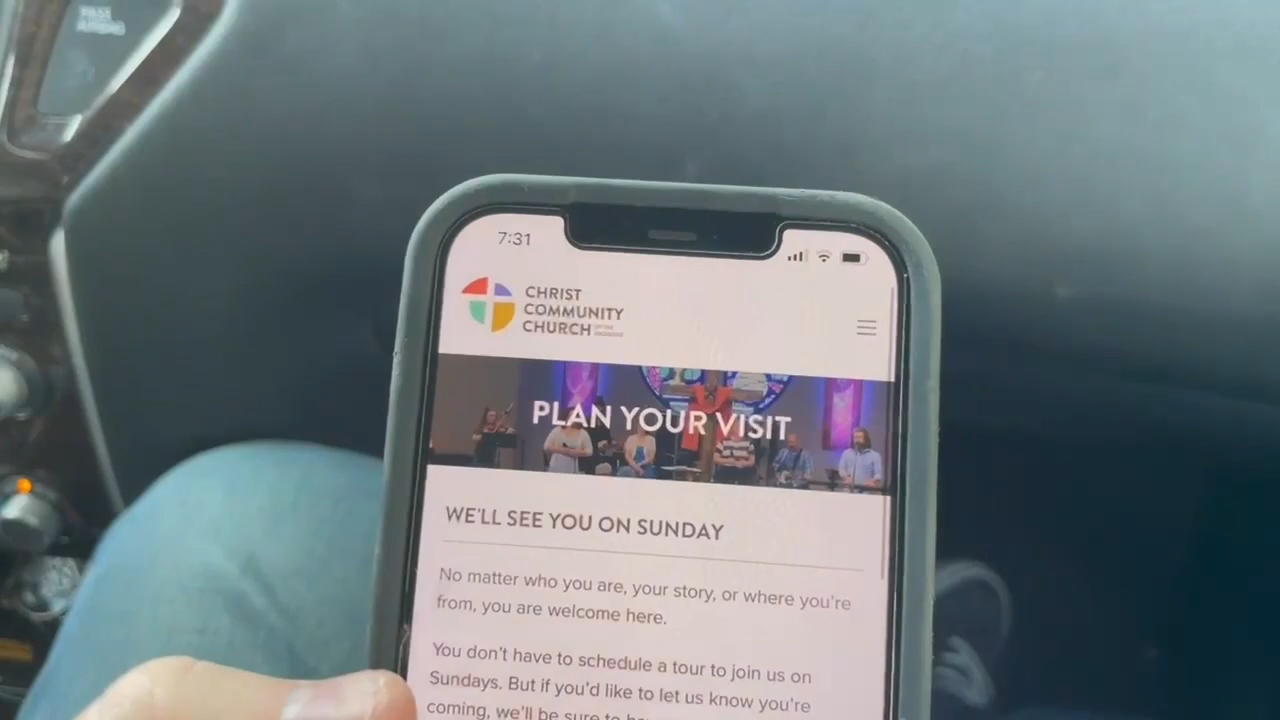 PASS
AIRBAG
7:31
CHRIST
COMMUNITY
CHURCH
PLAN YOUR VISIT
WE'LL SEE YOU ON SUNDAY
No matter who you are, your story, or where you're
from, you are welcome here.
You don't have to schedule a tour to join us on
Sundays. But if you'd like to let us know you're
coming, we'll be sure to